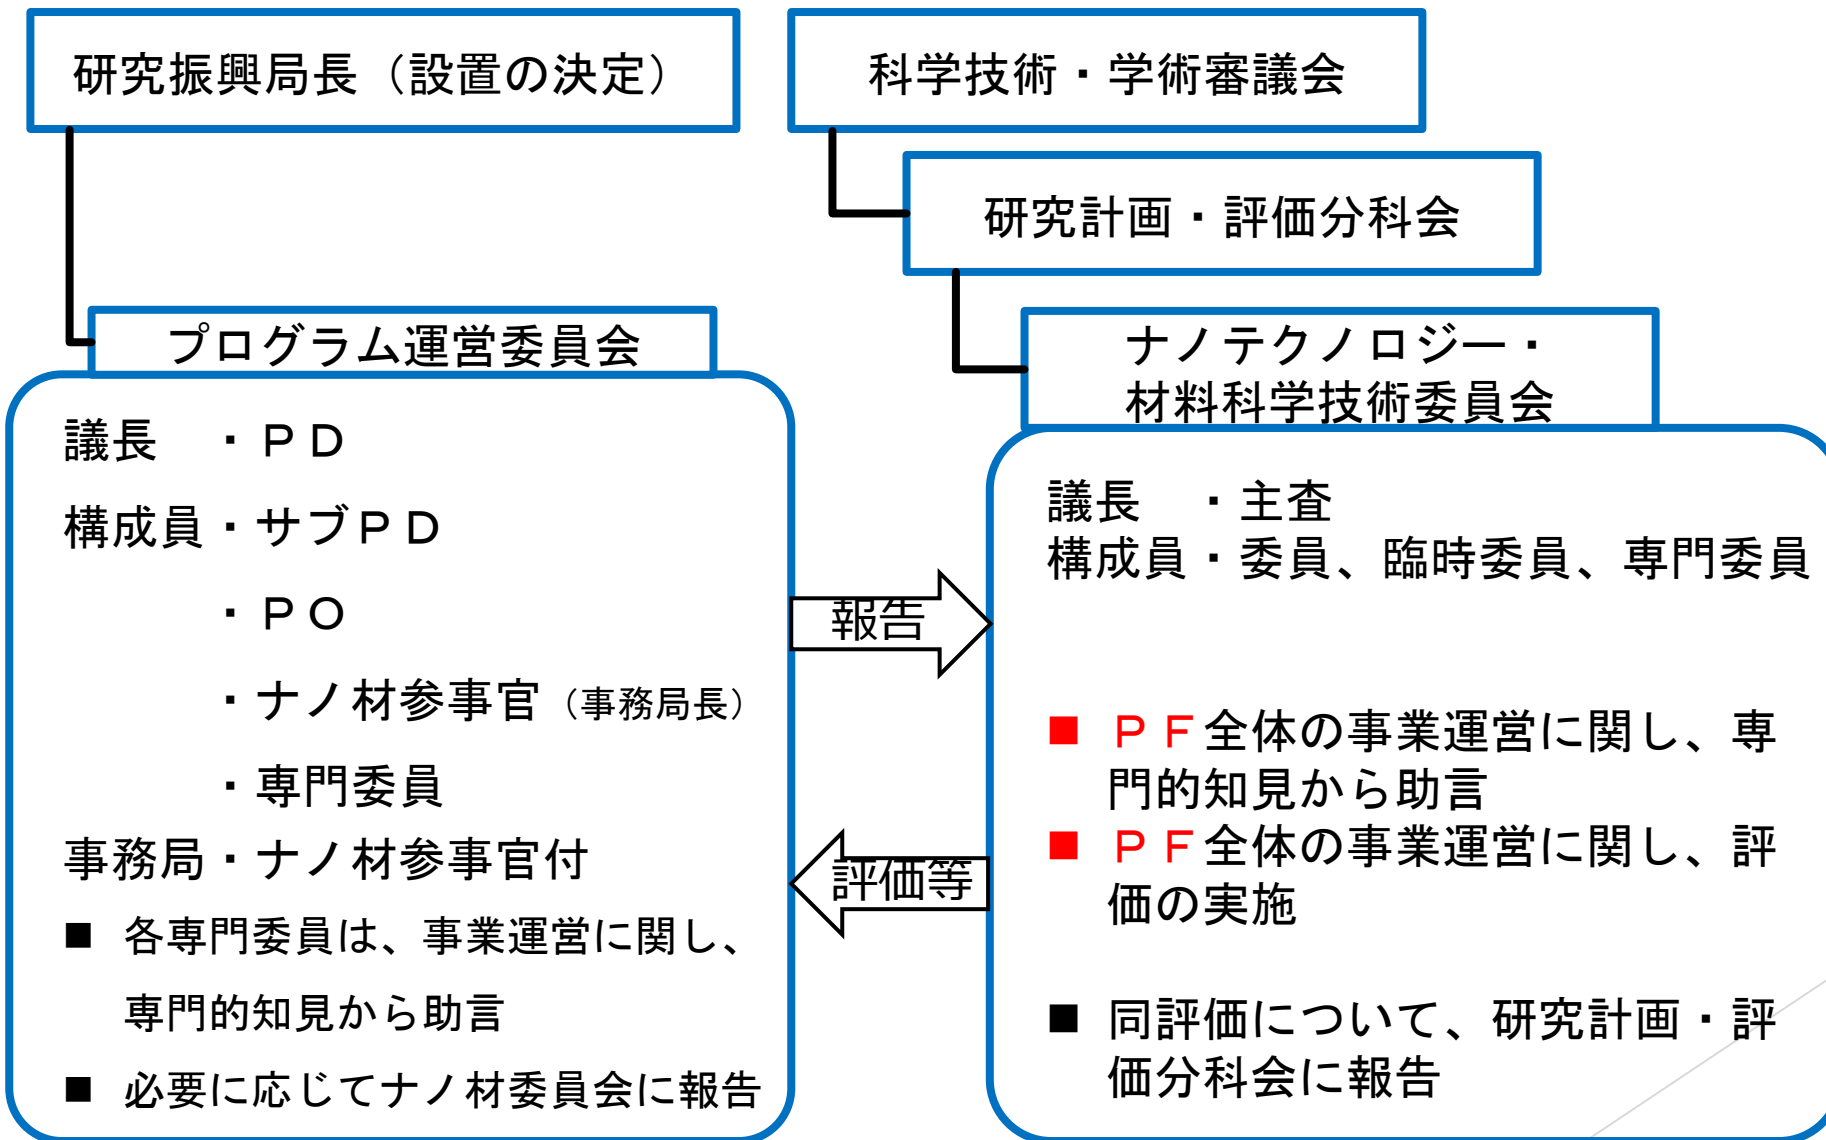 研究振興局長（設置の決定）
プログラム運営委員会
議長　・ＰＤ
構成員・サブＰＤ
・ＰＯ
・ナノ材参事官（事務局長）
・専門委員
事務局・ナノ材参事官付
■ 各専門委員は、事業運営に関し、
専門的知見から助言
■ 必要に応じてナノ材委員会に報告
報告
評価等
科学技術・学術審議会
研究計画・評価分科会
ナノテクノロジー・
材料科学技術委員会
議長　・主査
構成員・委員、臨時委員、専門委員
■ ＰＦ全体の事業運営に関し、専
門的知見から助言
■ ＰＦ全体の事業運営に関し、評
価の実施
■ 同評価について、研究計画・評
価分科会に報告